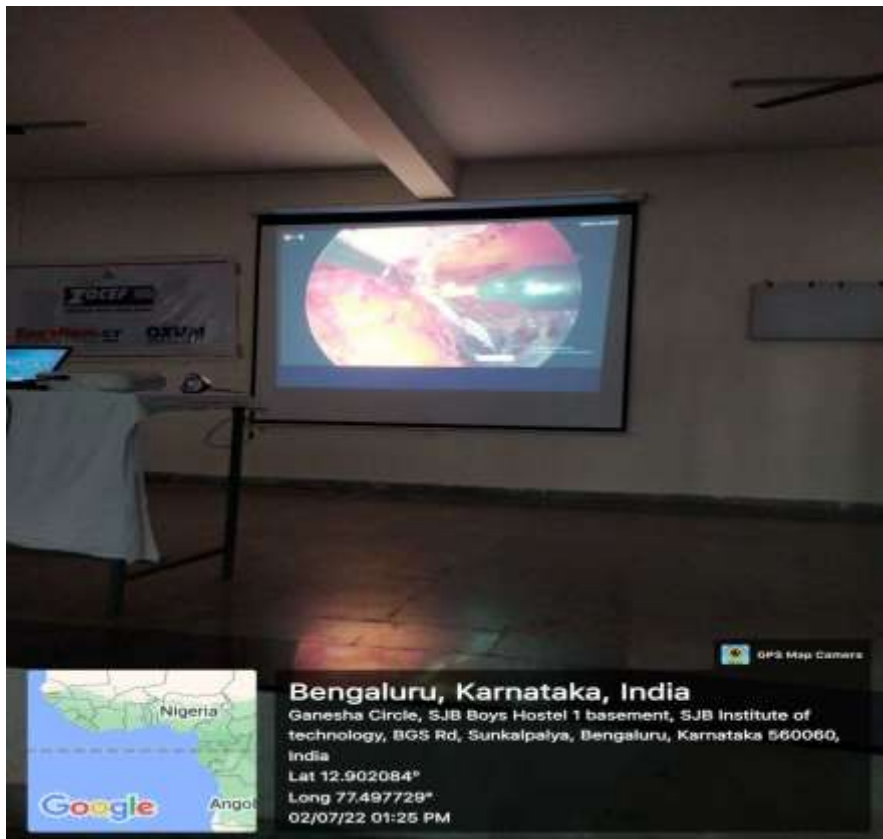 GPS Map Camera
Bengaluru, Karnataka, India
Ganesha Circle, SJB Boys Hostel 1 basement, SJB Institute of
technology, BGS Rd, Sunkalpalya, Bengaluru, Karnataka 560060,
India
Lat 12.902084°
Long 77.497729°
02/07/22 01:25 PM
Nigeria
Angol
Google